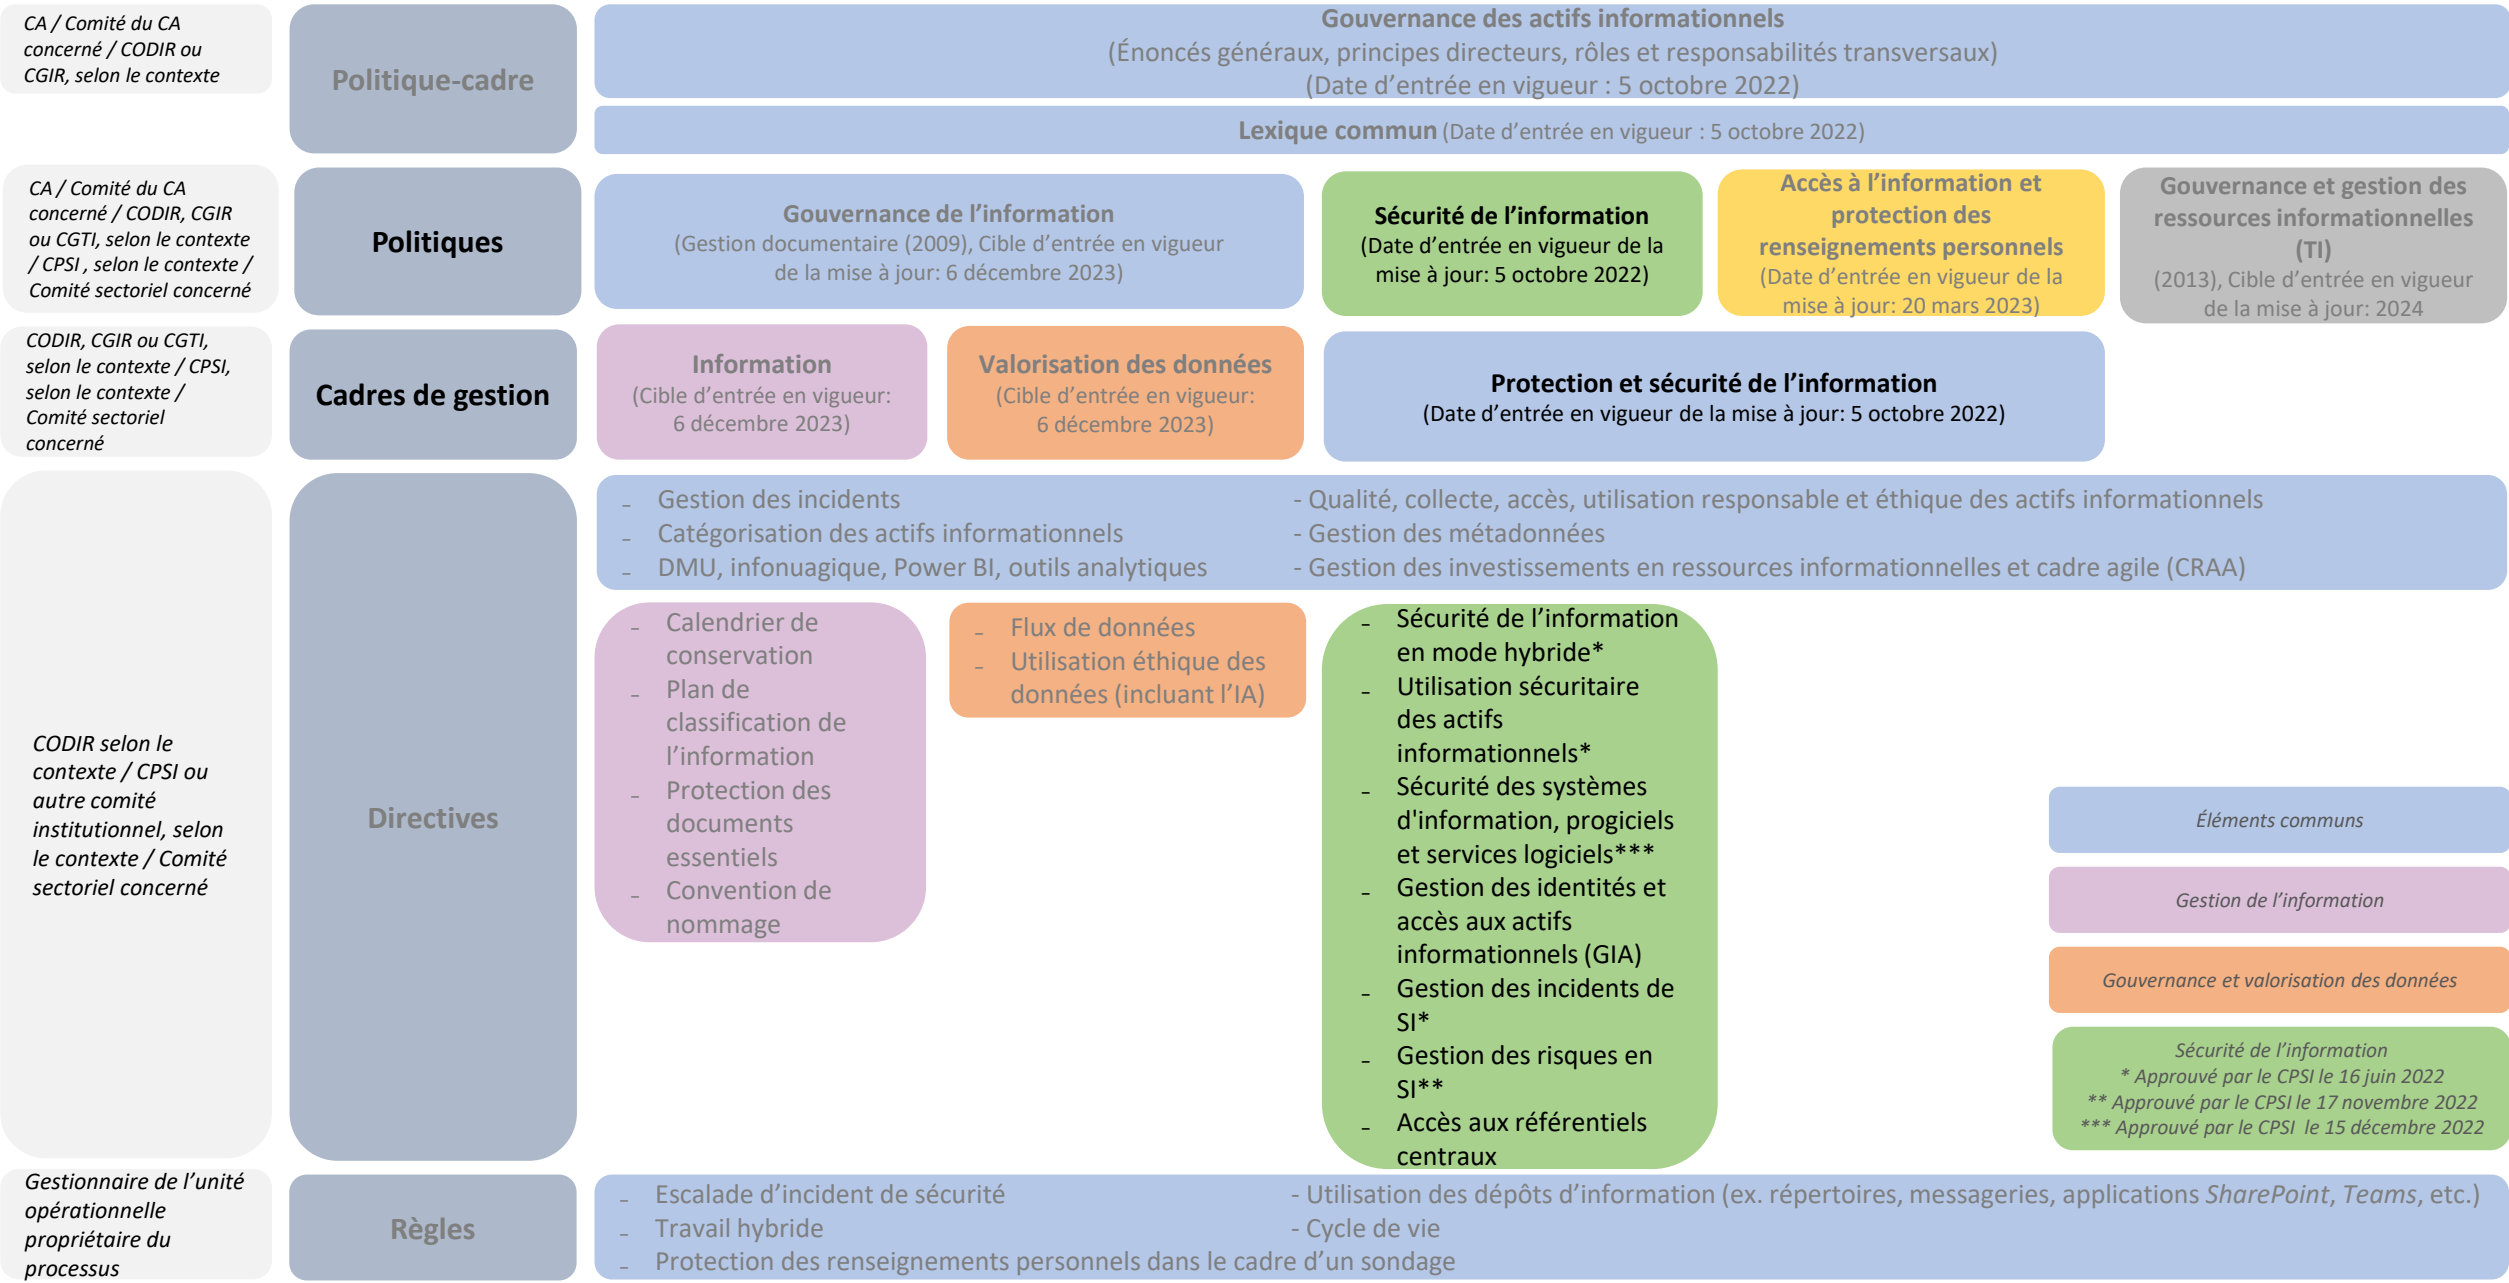 CA / Comité du CA
concerné / CODIR ou
CGIR, selon le contexte
Politique-cadre
Gouvernance des actifs informationnels
(Énoncés généraux, principes directeurs, rôles et responsabilités transversaux)
(Date d’entrée en vigueur : 5 octobre 2022)
Lexique commun (Date d’entrée en vigueur : 5 octobre 2022)
CA / Comité du CA
concerné / CODIR, CGIR
ou CGTI, selon le contexte
/ CPSI , selon le contexte /
Comité sectoriel concerné
Politiques
Gouvernance de l’information
(Gestion documentaire (2009), Cible d’entrée en vigueur
de la mise à jour: 6 décembre 2023)
Sécurité de l’information
(Date d’entrée en vigueur de la
mise à jour: 5 octobre 2022)
Accès à l’information et
protection des
renseignements personnels
(Date d’entrée en vigueur de la
mise à jour: 20 mars 2023)
Gouvernance et gestion des
ressources informationnelles
(TI)
(2013), Cible d’entrée en vigueur
de la mise à jour: 2024
CODIR, CGIR ou CGTI,
selon le contexte / CPSI,
selon le contexte /
Comité sectoriel
concerné
Cadres de gestion
Information
(Cible d’entrée en vigueur:
6 décembre 2023)
Valorisation des données
(Cible d’entrée en vigueur:
6 décembre 2023)
Protection et sécurité de l’information
(Date d’entrée en vigueur de la mise à jour: 5 octobre 2022)
CODIR selon le
contexte / CPSI ou
autre comité
institutionnel, selon
le contexte / Comité
sectoriel concerné
Directives
- Gestion des incidents
- Catégorisation des actifs informationnels
- DMU, infonuagique, Power BI, outils analytiques
- Qualité, collecte, accès, utilisation responsable et éthique des actifs informationnels
- Gestion des métadonnées
- Gestion des investissements en ressources informationnelles et cadre agile (CRAA)
- Calendrier de
conservation
- Plan de
classification de
l’information
- Protection des
documents
essentiels
- Convention de
nommage
- Flux de données
- Utilisation éthique des
données (incluant l’IA)
- Sécurité de l’information
en mode hybride*
- Utilisation sécuritaire
des actifs
informationnels*
- Sécurité des systèmes
d'information, progiciels
et services logiciels***
- Gestion des identités et
accès aux actifs
informationnels (GIA)
- Gestion des incidents de
SI*
- Gestion des risques en
SI**
- Accès aux référentiels
centraux
Éléments communs
Gestion de l’information
Gouvernance et valorisation des données
Sécurité de l’information
* Approuvé par le CPSI le 16 juin 2022
** Approuvé par le CPSI le 17 novembre 2022
*** Approuvé par le CPSI le 15 décembre 2022
Gestionnaire de l’unité
opérationnelle
propriétaire du
processus
Règles
- Escalade d’incident de sécurité
- Travail hybride
- Protection des renseignements personnels dans le cadre d’un sondage
- Utilisation des dépôts d’information (ex. répertoires, messageries, applications SharePoint, Teams, etc.)
- Cycle de vie